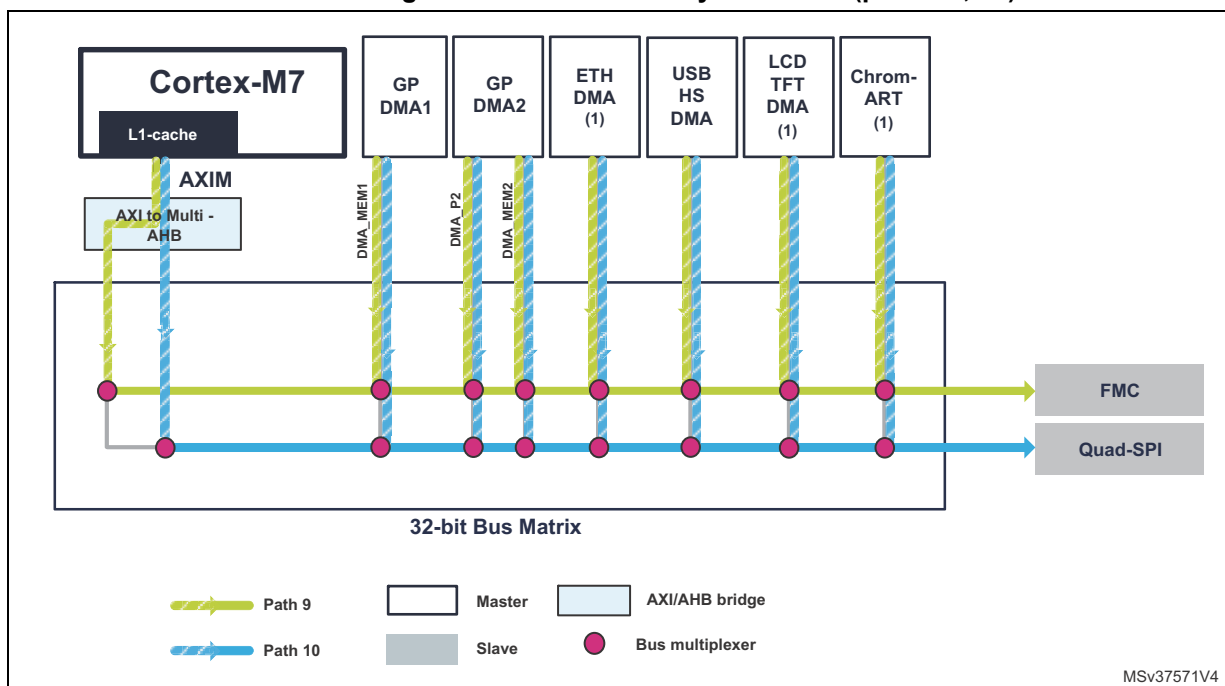 Cortex-M7
L1-cache
GP
DMA1
GP
DMA2
ETH
DMA
(1)
USB
HS
DMA
LCD
TFT
DMA
(1)
Chrom-
ART
(1)
AXIM
AXI to Multi -
AHB
DMA_MEM1
DMA_P2
DMA_MEM2
FMC
Quad-SPI
32-bit Bus Matrix
Path 9
Master
AXI/AHB bridge
Path 10
Slave
Bus multiplexer
MSv37571V4